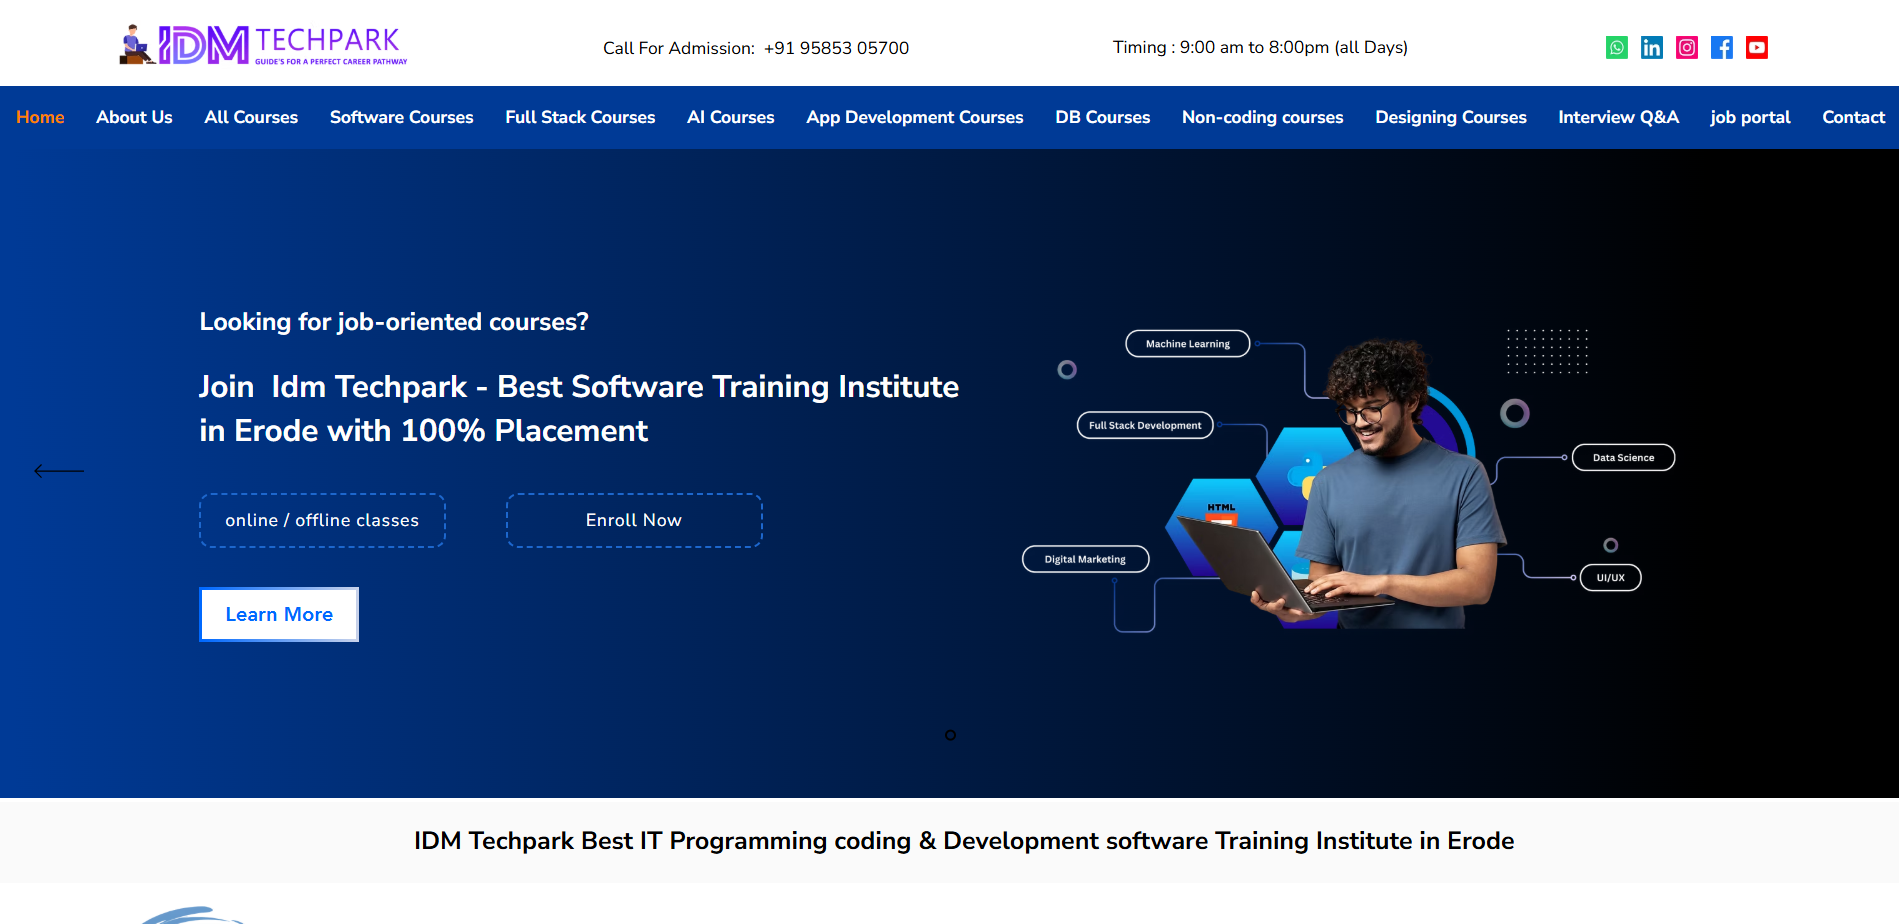 IDM TECHPARK
GUIDE'S FOR A PERFECT CAREER PATHWAY
Call For Admission: +91 95853 05700
Timing : 9:00 am to 8:00pm (all Days)
Home About Us All Courses Software Courses Full Stack Courses AI Courses App Development Courses DB Courses Non-coding courses Designing Courses Interview Q&A job portal Contact
Looking for job-oriented courses?
Join Idm Techpark - Best Software Training Institute
in Erode with 100% Placement
online / offline classes
Enroll Now
Learn More
Machine Learning
Full Stack Development
Data Science
HTML
Digital Marketing
UI/UX
IDM Techpark Best IT Programming coding & Development software Training Institute in Erode